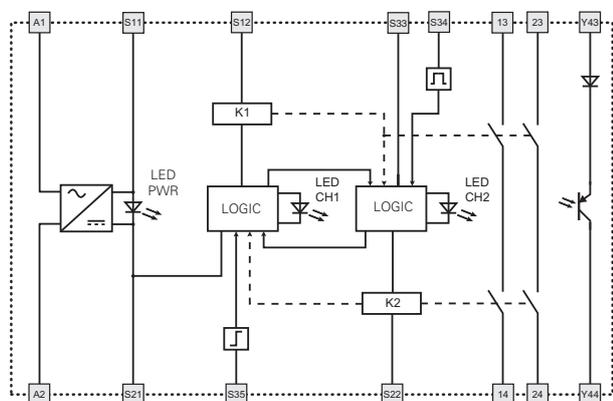 A1 S11 S12 S33 S34 13 23 Y43
K1
LED
PWR
LED
CH1
LED
CH2
LOGIC
LOGIC
K2
A2 S21 S35 S22 14 24 Y44